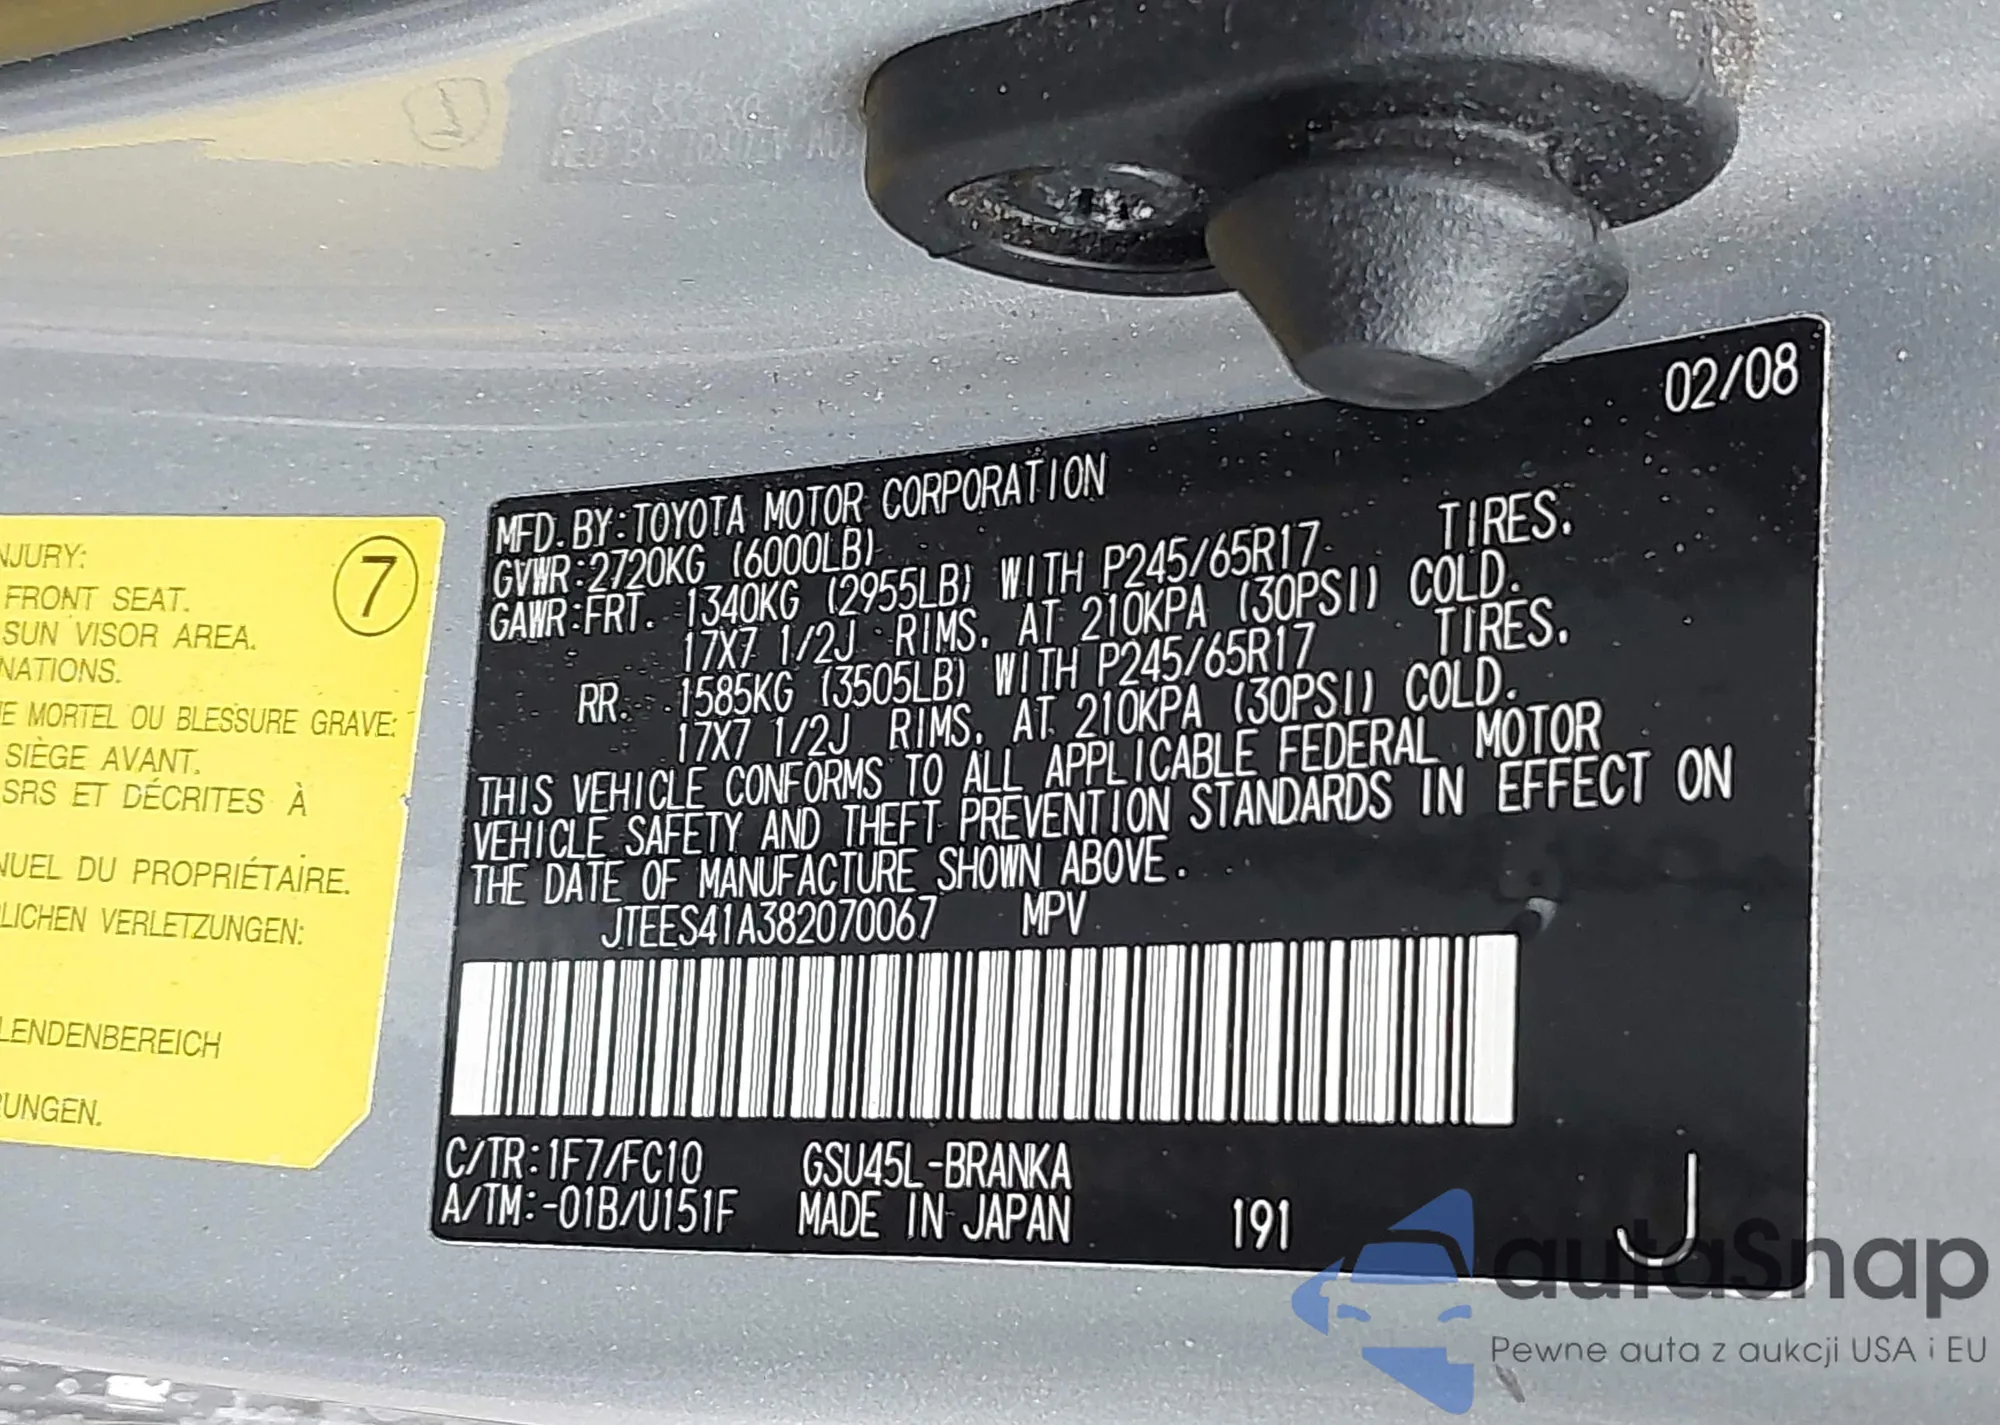 NJURY:
FRONT SEAT.
SUN VISOR AREA.
NATIONS.
E MORTEL OU BLESSURE GRAVE:
SIÈGE AVANT.
SRS ET DÉCRITES À
NUEL DU PROPRIÉTAIRE.
LICHEN VERLETZUNGEN:
LENDENBEREICH
RUNGEN.
7
02/08
MFD. BY:TOYOTA MOTOR CORPORATION
GVWR:2720KG (6000LB)
GAWR:FRT. 1340KG (2955LB) WITH P245/65R17 TIRES.
17X7 1/2J RIMS, AT 210KPA (30PSI) COLD.
RR. 1585KG (3505LB) WITH P245/65R17 TIRES.
17X7 1/2J RIMS, AT 210KPA (30PSI) COLD.
THIS VEHICLE CONFORMS TO ALL APPLICABLE FEDERAL MOTOR
VEHICLE SAFETY AND THEFT PREVENTION STANDARDS IN EFFECT ON
THE DATE OF MANUFACTURE SHOWN ABOVE.
JTEES41A382070067 MPV
C/TR:1F7/FC10 GSU45L-BRANKA
A/TM:-01B/U151F MADE IN JAPAN 191 J
autoSnap
Pewne auta z aukcji USA i EU